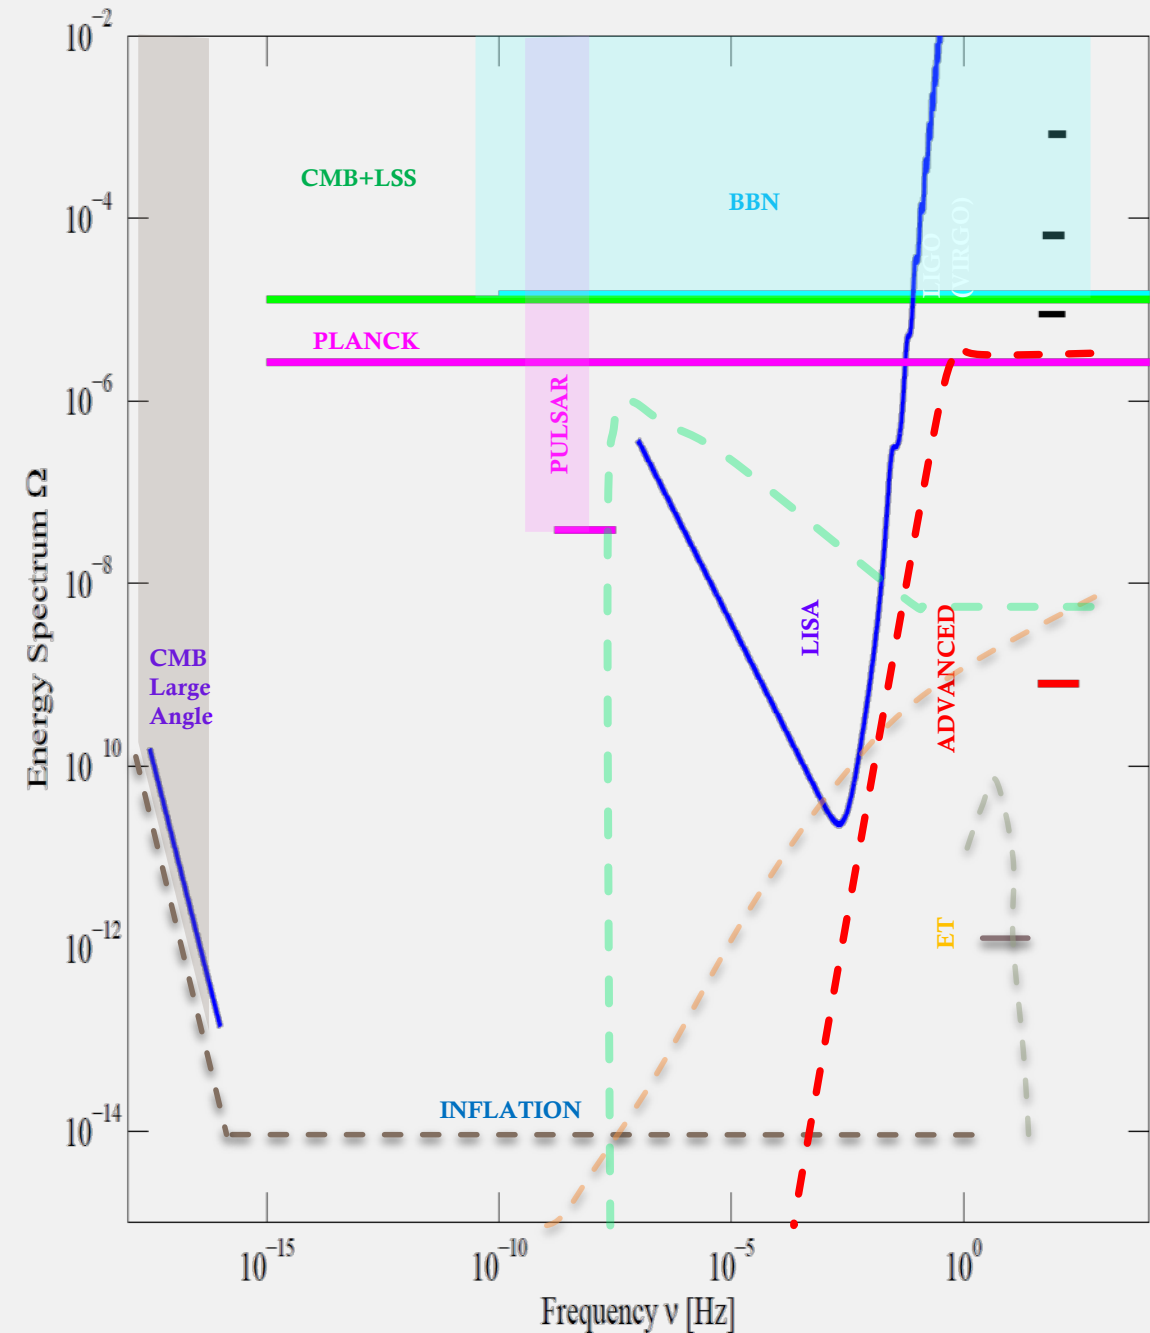 10⁻²
CMB+LSS
BBN
10⁻⁴
LIGO
(VIRGO)
PLANCK
10⁻⁶
PULSAR
Energy Spectrum Ω
10⁻⁸
LISA
ADVANCED
CMB
Large
Angle
10⁻¹⁰
ET
10⁻¹²
INFLATION
10⁻¹⁴
10⁻¹⁵
10⁻¹⁰
10⁻⁵
10⁰
Frequency ν [Hz]